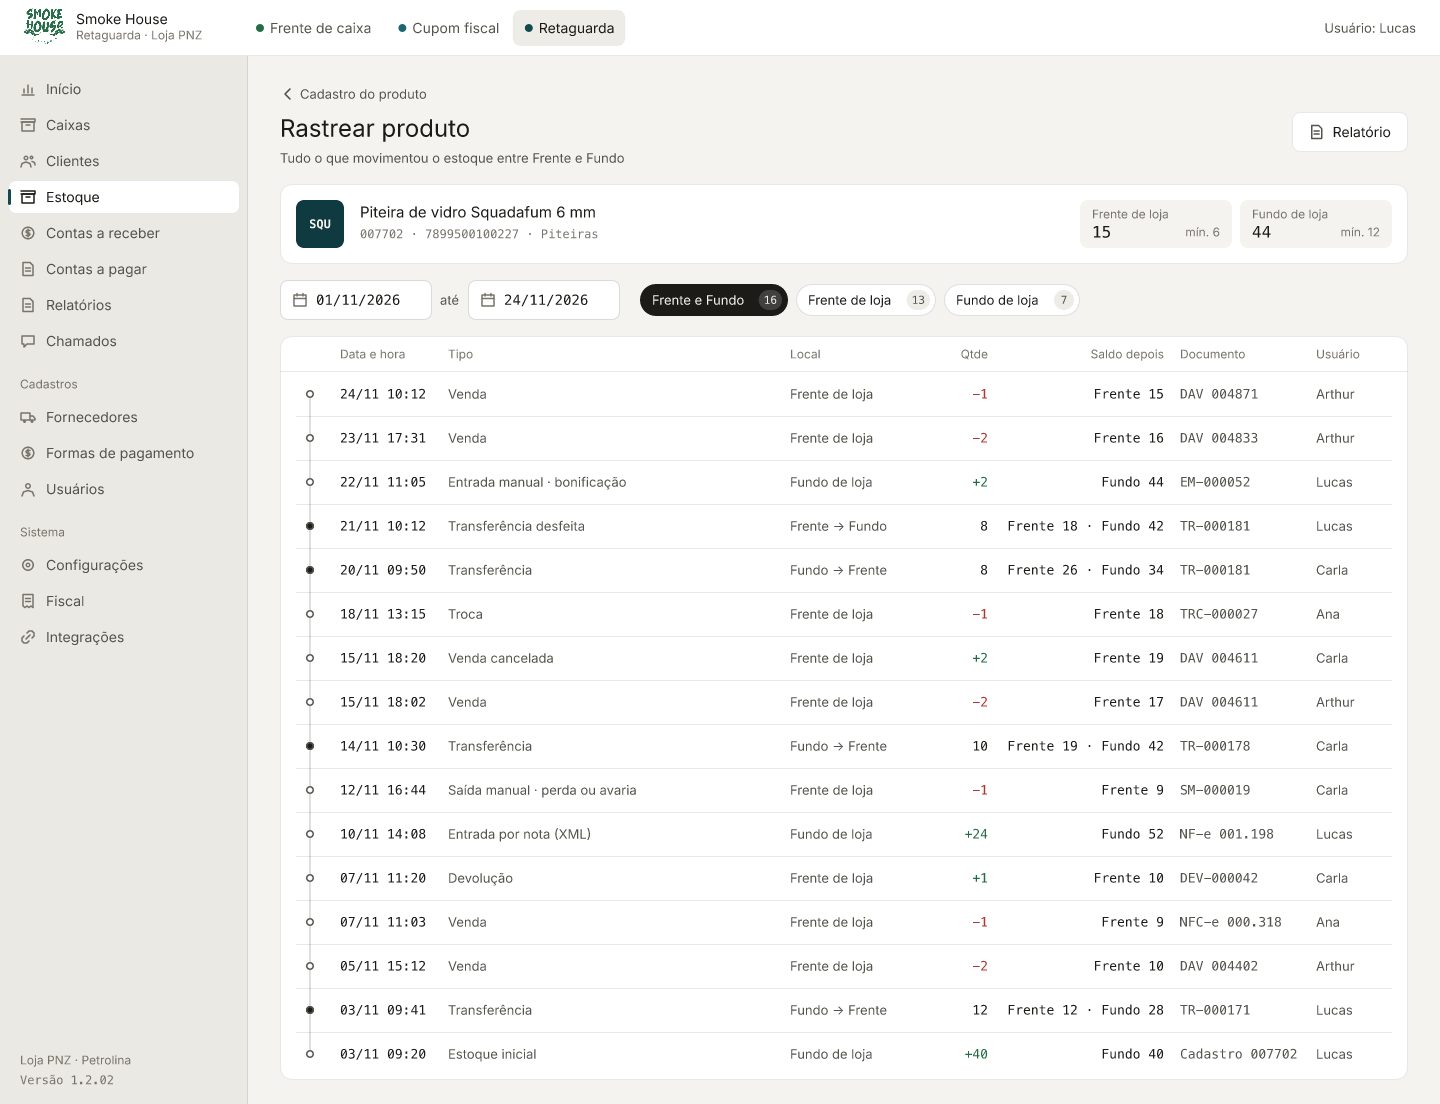 SMOKE HOUSE
Smoke House
Retaguarda · Loja PNZ
Frente de caixa
Cupom fiscal
Retaguarda
Usuário: Lucas
Início
Caixas
Clientes
Estoque
Contas a receber
Contas a pagar
Relatórios
Chamados
Cadastros
Fornecedores
Formas de pagamento
Usuários
Sistema
Configurações
Fiscal
Integrações
Loja PNZ · Petrolina
Versão 1.2.02
Cadastro do produto
Rastrear produto
Tudo o que movimentou o estoque entre Frente e Fundo
Relatório
SQU
Piteira de vidro Squadafum 6 mm
007702 · 7899500100227 · Piteiras
Frente de loja
15 mín. 6
Fundo de loja
44 mín. 12
01/11/2026 até 24/11/2026
Frente e Fundo 16
Frente de loja 13
Fundo de loja 7
Data e hora Tipo Local Qtde Saldo depois Documento Usuário
24/11 10:12 Venda Frente de loja −1 Frente 15 DAV 004871 Arthur
23/11 17:31 Venda Frente de loja −2 Frente 16 DAV 004833 Arthur
22/11 11:05 Entrada manual · bonificação Fundo de loja +2 Fundo 44 EM−000052 Lucas
21/11 10:12 Transferência desfeita Frente → Fundo 8 Frente 18 · Fundo 42 TR−000181 Lucas
20/11 09:50 Transferência Fundo → Frente 8 Frente 26 · Fundo 34 TR−000181 Carla
18/11 13:15 Troca Frente de loja −1 Frente 18 TRC−000027 Ana
15/11 18:20 Venda cancelada Frente de loja +2 Frente 19 DAV 004611 Carla
15/11 18:02 Venda Frente de loja −2 Frente 17 DAV 004611 Arthur
14/11 10:30 Transferência Fundo → Frente 10 Frente 19 · Fundo 42 TR−000178 Carla
12/11 16:44 Saída manual · perda ou avaria Frente de loja −1 Frente 9 SM−000019 Carla
10/11 14:08 Entrada por nota (XML) Fundo de loja +24 Fundo 52 NF−e 001.198 Lucas
07/11 11:20 Devolução Frente de loja +1 Frente 10 DEV−000042 Carla
07/11 11:03 Venda Frente de loja −1 Frente 9 NFC−e 000.318 Ana
05/11 15:12 Venda Frente de loja −2 Frente 10 DAV 004402 Arthur
03/11 09:41 Transferência Fundo → Frente 12 Frente 12 · Fundo 28 TR−000171 Lucas
03/11 09:20 Estoque inicial Fundo de loja +40 Fundo 40 Cadastro 007702 Lucas